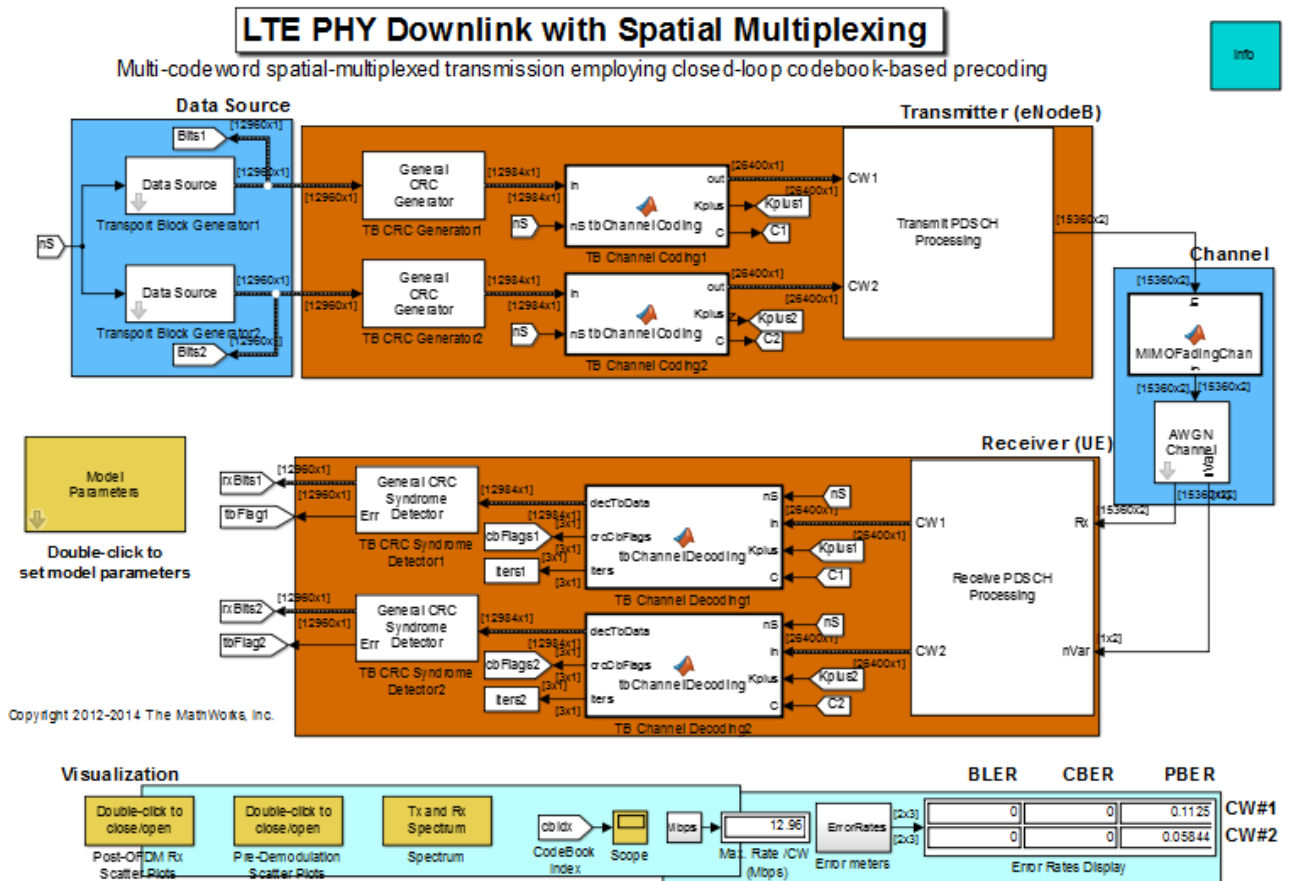 LTE PHY Downlink with Spatial Multiplexing
Info
Multi-codeword spatial-multiplexed transmission employing closed-loop codebook-based precoding
Data Source
Transmitter (eNodeB)
[12960x1]
Bits1
[12960x1]
Data Source
Transport Block Generator1
[12960x1]
General CRC Generator
TB CRC Generator1
[12984x1]
[12984x1]
in
nS
nS
tbChannelCoding
out
Kplus
C
TB Channel Coding1
[26400x1]
[26400x1]
Kplus1
C1
CW1
Transmit PDSCH Processing
[15360x2]
nS
Data Source
Transport Block Generator2
[12960x1]
[12960x1]
[12960x1]
Bits2
General CRC Generator
TB CRC Generator2
[12984x1]
[12984x1]
in
nS
nS
tbChannelCoding
out
Kplus
C
TB Channel Coding2
[26400x1]
[26400x1]
Kplus2
C2
CW2
Channel
[15360x2]
MIMOFadingChan
[15360x2]
[15360x2]
AWGN Channel
nVar
[15360x2]
Receiver (UE)
Model Parameters
Double-click to
set model parameters
rxBits1
[12960x1]
[12960x1]
tbFlag1
General CRC Syndrome Detector
Err
TB CRC Syndrome
Detector1
[12984x1]
[12984x1]
cbFlags1
[3x1]
[3x1]
Iters1
[3x1]
decTbData
crcCbFlags
Iters
tbChannelDecoding
nS
in
Kplus
C
TB Channel Decoding1
nS
[26400x1]
[26400x1]
Kplus1
C1
CW1
Receive PDSCH Processing
Rx
[15360x2]
rxBits2
[12960x1]
[12960x1]
tbFlag2
General CRC Syndrome Detector
Err
TB CRC Syndrome
Detector2
[12984x1]
[12984x1]
cbFlags2
[3x1]
[3x1]
Iters2
[3x1]
decTbData
crcCbFlags
Iters
tbChannelDecoding
nS
in
Kplus
C
TB Channel Decoding2
nS
[26400x1]
[26400x1]
Kplus2
C2
CW2
nVar
[1x2]
Copyright 2012-2014 The MathWorks, Inc.
Visualization
BLER CBER PBER
Double-click to close/open
Post-OFDM Rx
Scatter Plots
Double-click to close/open
Pre-Demodulation
Scatter Plots
Tx and Rx Spectrum
Spectrum
cbIdx
CodeBook
Index
Scope
Mbps
12.96
Max. Rate /CW
(Mbps)
ErrorRates
Error meters
[2x3]
[2x3]
0 0 0.1125 CW#1
0 0 0.05844 CW#2
Error Rates Display